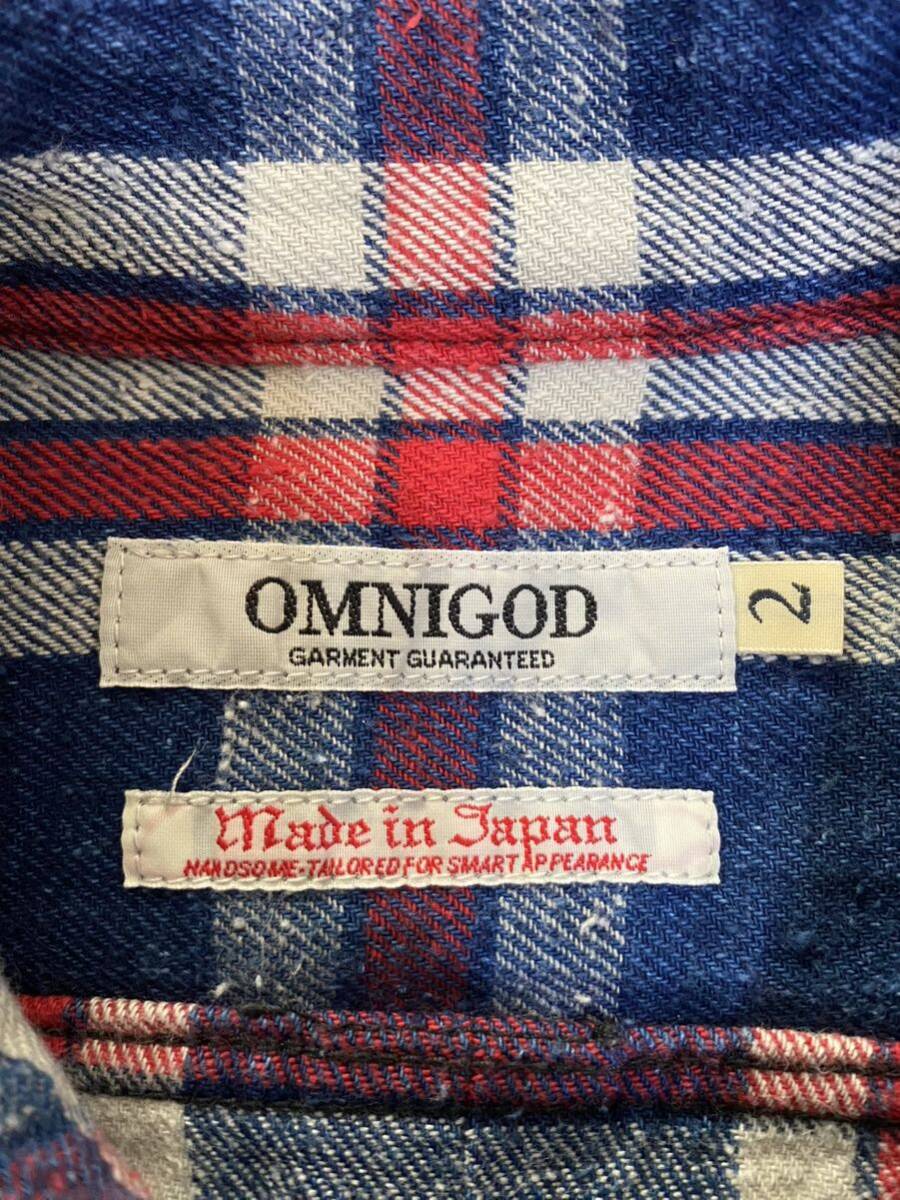 OMNIGOD
GARMENT GUARANTEED
2
Made in Japan
HANDSOME-TAILORED FOR SMART APPEARANCE